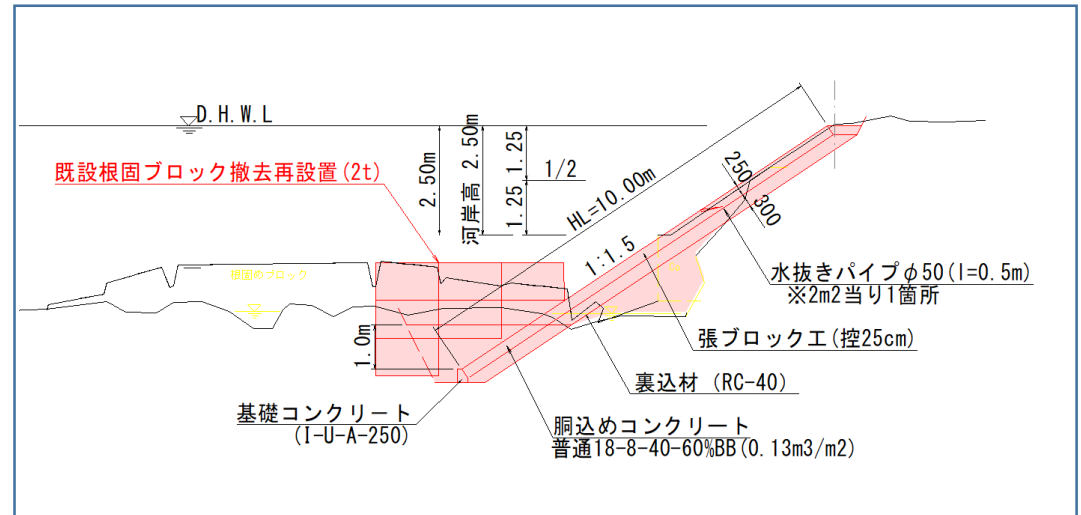 D.H.W.L
既設根固ブロック撤去再設置(2t)
2.50m
河岸高 2.50m
1.25
1.25
1/2
HL=10.00m
1:1.5
250
300
根固めブロック
水抜きパイプφ50(l=0.5m)
※2m2当り1箇所
張ブロック工(控25cm)
裏込材 (RC-40)
1.0m
基礎コンクリート
(I-U-A-250)
胴込めコンクリート
普通18-8-40-60%BB(0.13m3/m2)